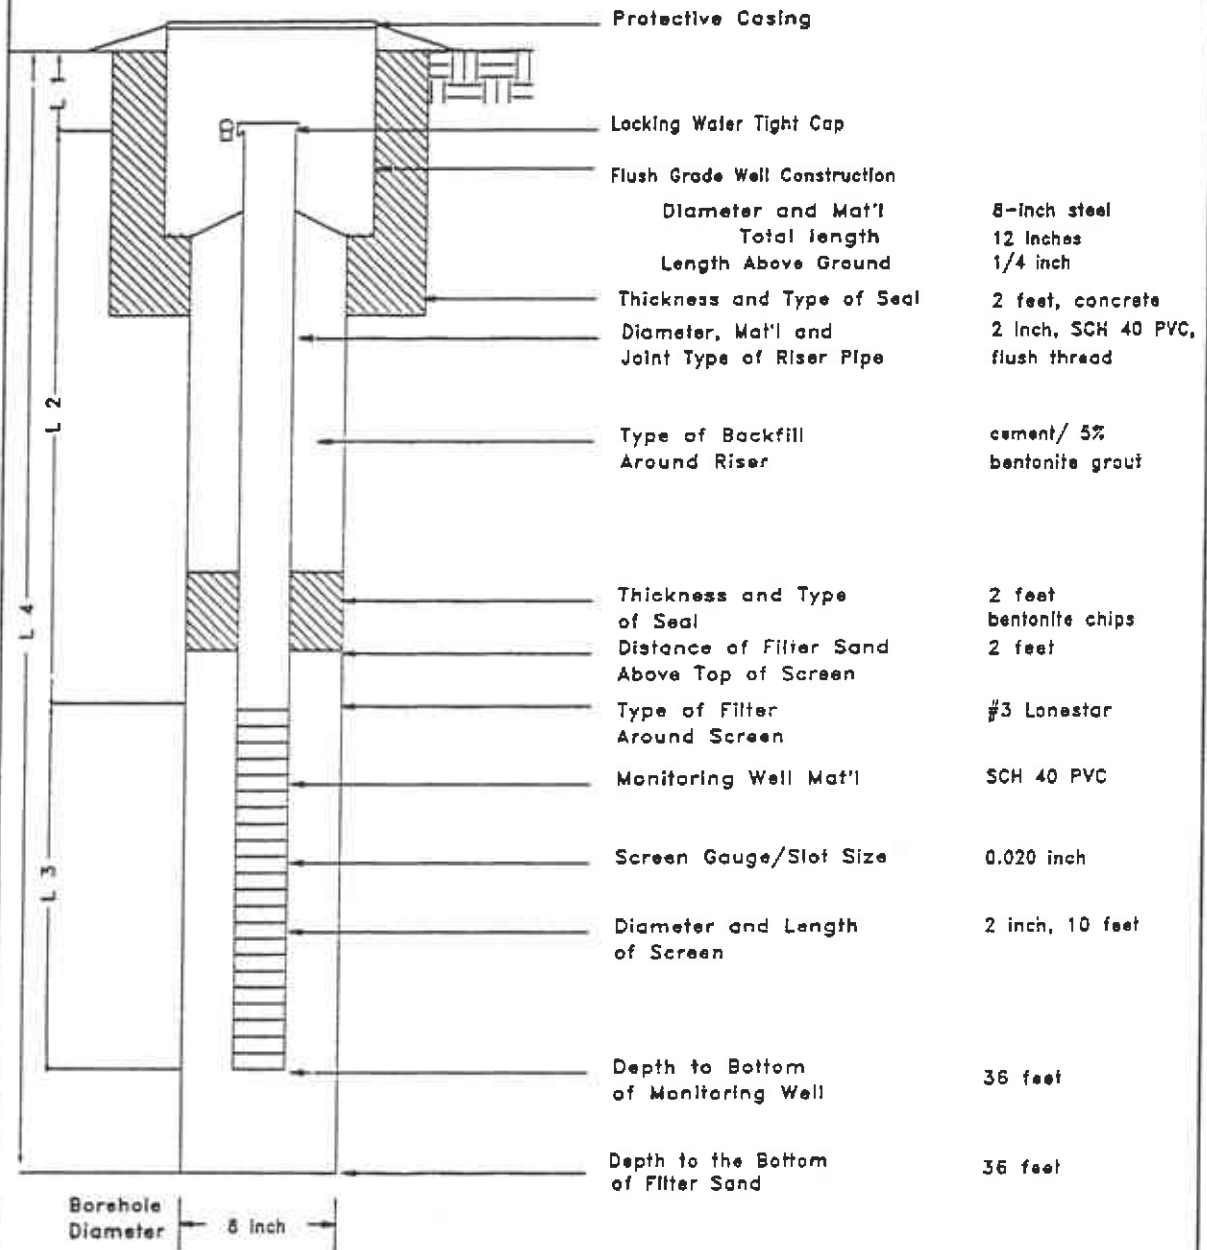 Protective Casing
L 1
Locking Water Tight Cap
Flush Grade Well Construction
Diameter and Mat'l 8-inch steel
Total length 12 inches
Length Above Ground 1/4 inch
Thickness and Type of Seal 2 feet, concrete
Diameter, Mat'l and 2 inch, SCH 40 PVC,
Joint Type of Riser Pipe flush thread
L 2
Type of Backfill cement/ 5%
Around Riser bentonite grout
L 4
Thickness and Type 2 feet
of Seal bentonite chips
Distance of Filter Sand 2 feet
Above Top of Screen
Type of Filter #3 Lonestar
Around Screen
Monitoring Well Mat'l SCH 40 PVC
L 3
Screen Gauge/Slot Size 0.020 inch
Diameter and Length 2 inch, 10 feet
of Screen
Depth to Bottom 36 feet
of Monitoring Well
Depth to the Bottom 36 feet
of Filter Sand
Borehole
Diameter 8 inch